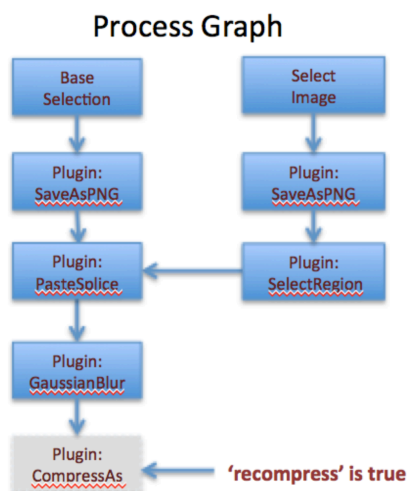 Process Graph
Base
Selection
Select
Image
Plugin:
SaveAsPNG
Plugin:
SaveAsPNG
Plugin:
PasteSplice
Plugin:
SelectRegion
Plugin:
GaussianBlur
Plugin:
CompressAs
‘recompress’ is true